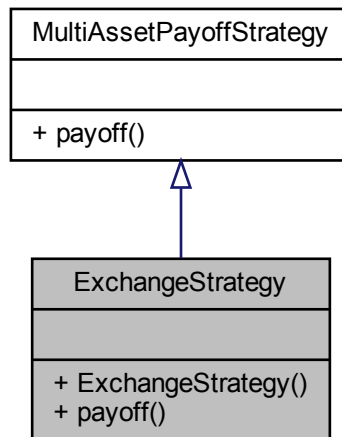 MultiAssetPayoffStrategy
+ payoff()
ExchangeStrategy
+ ExchangeStrategy()
+ payoff()